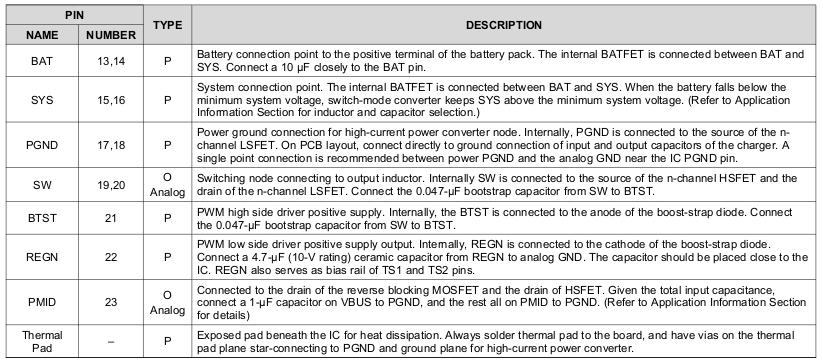 PIN
TYPE
DESCRIPTION
NAME
NUMBER
BAT
13,14
P
Battery connection point to the positive terminal of the battery pack. The internal BATFET is connected between BAT and
SYS. Connect a 10 µF closely to the BAT pin.
SYS
15,16
P
System connection point. The internal BATFET is connected between BAT and SYS. When the battery falls below the
minimum system voltage, switch-mode converter keeps SYS above the minimum system voltage. (Refer to Application
Information Section for inductor and capacitor selection.)
PGND
17,18
P
Power ground connection for high-current power converter node. Internally, PGND is connected to the source of the n-
channel LSFET. On PCB layout, connect directly to ground connection of input and output capacitors of the charger. A
single point connection is recommended between power PGND and the analog GND near the IC PGND pin.
SW
19,20
O
Analog
Switching node connecting to output inductor. Internally SW is connected to the source of the n-channel HSFET and the
drain of the n-channel LSFET. Connect the 0.047-µF bootstrap capacitor from SW to BTST.
BTST
21
P
PWM high side driver positive supply. Internally, the BTST is connected to the anode of the boost-strap diode. Connect
the 0.047-µF bootstrap capacitor from SW to BTST.
REGN
22
P
PWM low side driver positive supply output. Internally, REGN is connected to the cathode of the boost-strap diode.
Connect a 4.7-µF (10-V rating) ceramic capacitor from REGN to analog GND. The capacitor should be placed close to the
IC. REGN also serves as bias rail of TS1 and TS2 pins.
PMID
23
O
Analog
Connected to the drain of the reverse blocking MOSFET and the drain of HSFET. Given the total input capacitance,
connect a 1-µF capacitor on VBUS to PGND, and the rest all on PMID to PGND. (Refer to Application Information Section
for details)
Thermal
Pad
–
P
Exposed pad beneath the IC for heat dissipation. Always solder thermal pad to the board, and have vias on the thermal
pad plane star-connecting to PGND and ground plane for high-current power converter.